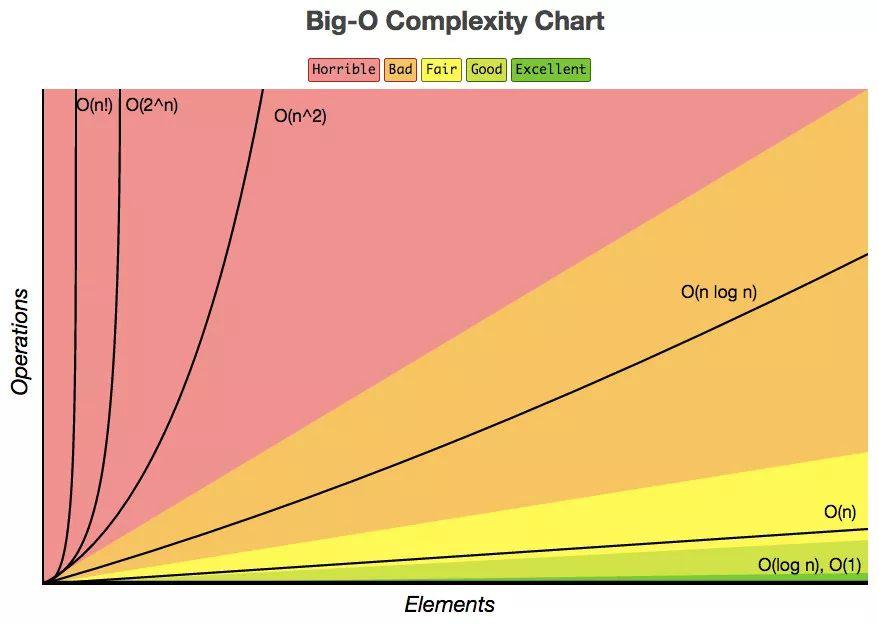 Big-O Complexity Chart
Horrible Bad Fair Good Excellent
O(n!) O(2^n)
O(n^2)
O(n log n)
Operations
O(n)
O(log n), O(1)
Elements